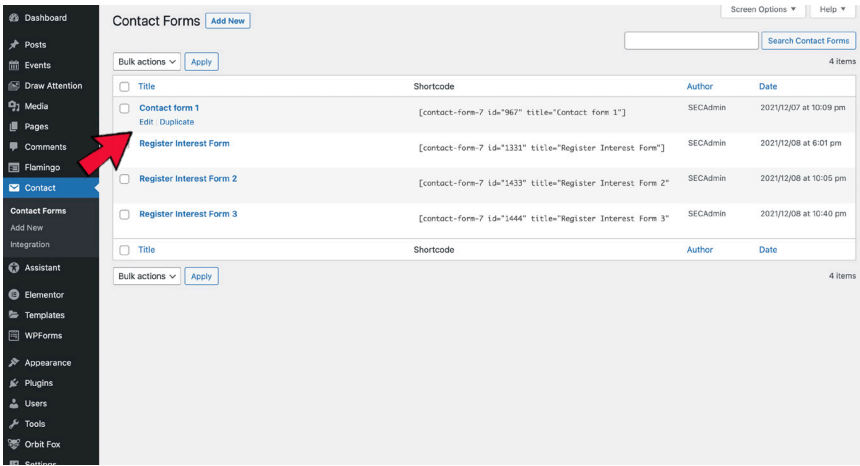 Dashboard
Posts
Events
Draw Attention
Media
Pages
Comments
Flamingo
Contact
Contact Forms
Add New
Integration
Assistant
Elementor
Templates
WPForms
Appearance
Plugins
Users
Tools
Orbit Fox
Settings
Screen Options ▼ Help ▼
Contact Forms Add New
Search Contact Forms
Bulk actions Apply 4 items
Title Shortcode Author Date
Contact form 1 [contact-form-7 id="967" title="Contact form 1"] SECAdmin 2021/12/07 at 10:09 pm
Edit | Duplicate
Register Interest Form [contact-form-7 id="1331" title="Register Interest Form"] SECAdmin 2021/12/08 at 6:01 pm
Register Interest Form 2 [contact-form-7 id="1433" title="Register Interest Form 2" SECAdmin 2021/12/08 at 10:05 pm
Register Interest Form 3 [contact-form-7 id="1444" title="Register Interest Form 3" SECAdmin 2021/12/08 at 10:40 pm
Title Shortcode Author Date
Bulk actions Apply 4 items